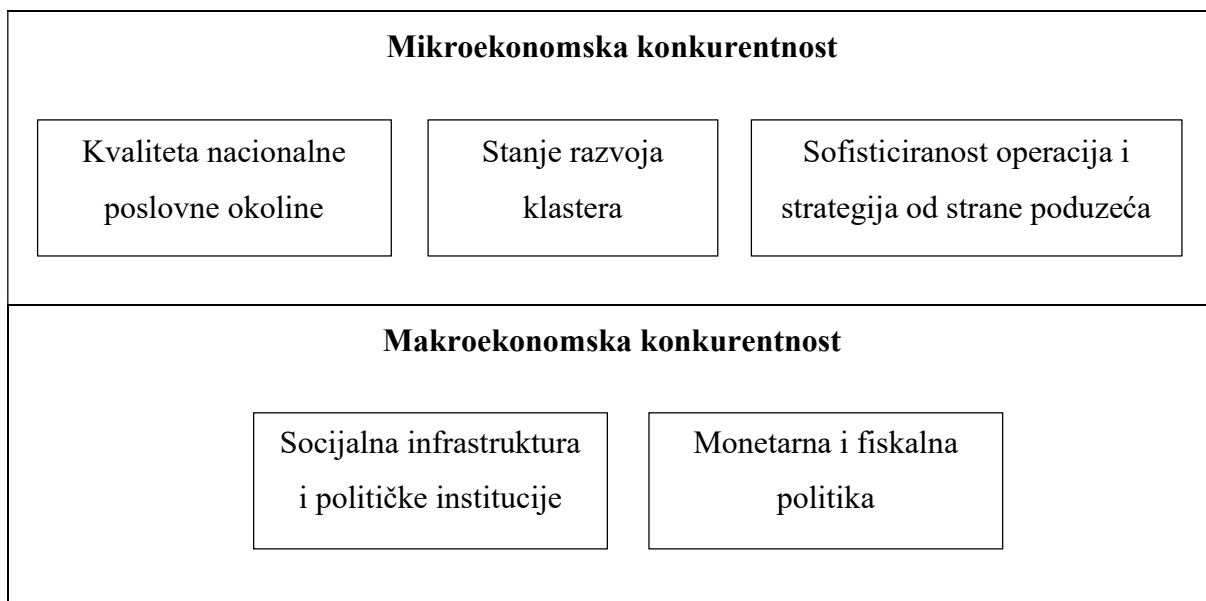 Mikroekonomska konkurentnost
Kvaliteta nacionalne
poslovne okoline
Stanje razvoja
klastera
Sofisticiranost operacija i
strategija od strane poduzeća
Makroekonomska konkurentnost
Socijalna infrastruktura
i političke institucije
Monetarna i fiskalna
politika